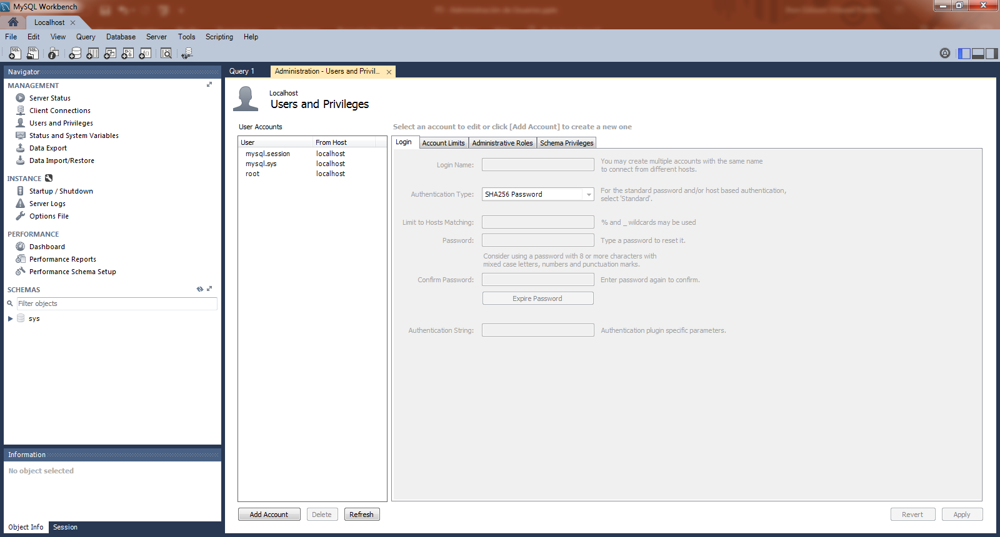 MySQL Workbench
Localhost
File Edit View Query Database Server Tools Scripting Help
Navigator
MANAGEMENT
Server Status
Client Connections
Users and Privileges
Status and System Variables
Data Export
Data Import/Restore
INSTANCE
Startup / Shutdown
Server Logs
Options File
PERFORMANCE
Dashboard
Performance Reports
Performance Schema Setup
SCHEMAS
Filter objects
sys
Information
No object selected
Object Info Session
Query 1 Administration - Users and Privil...
Localhost
Users and Privileges
User Accounts
User From Host
mysql.session localhost
mysql.sys localhost
root localhost
Add Account Delete Refresh
Select an account to edit or click [Add Account] to create a new one
Login Account Limits Administrative Roles Schema Privileges
Login Name: You may create multiple accounts with the same name
to connect from different hosts.
Authentication Type: SHA256 Password For the standard password and/or host based authentication,
select 'Standard'.
Limit to Hosts Matching: % and _ wildcards may be used
Password: Type a password to reset it.
Consider using a password with 8 or more characters with
mixed case letters, numbers and punctuation marks.
Confirm Password: Enter password again to confirm.
Expire Password
Authentication String: Authentication plugin specific parameters.
Revert Apply